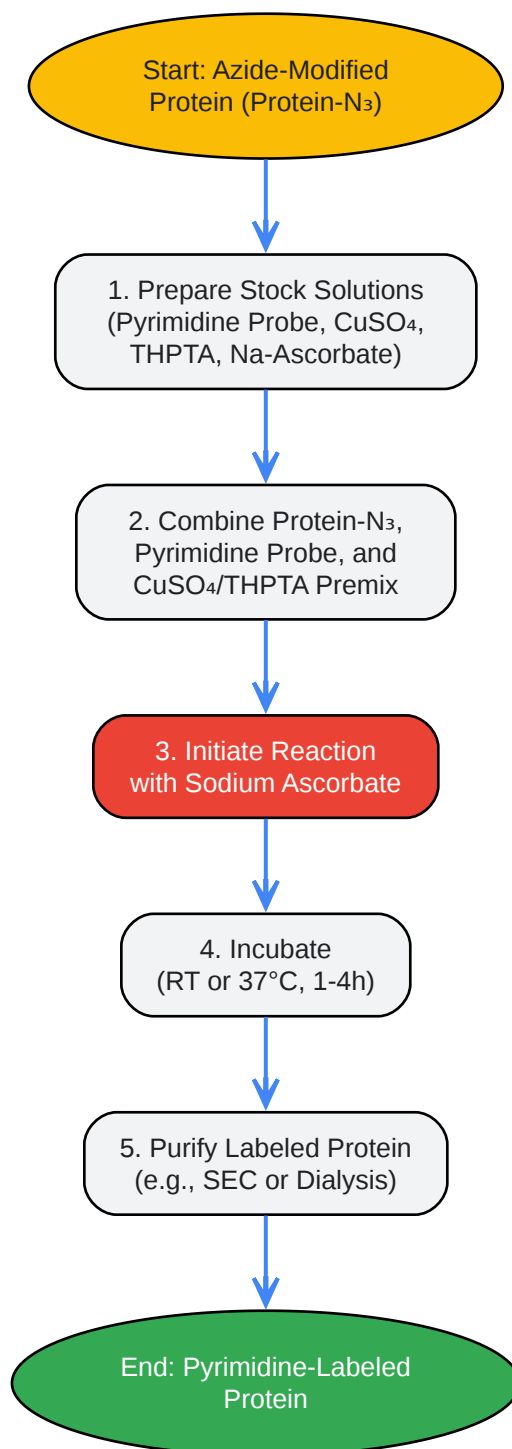 Start: Azide-Modified
Protein (Protein-N₃)
1. Prepare Stock Solutions
(Pyrimidine Probe, CuSO₄,
THPTA, Na-Ascorbate)
2. Combine Protein-N₃,
Pyrimidine Probe, and
CuSO₄/THPTA Premix
3. Initiate Reaction
with Sodium Ascorbate
4. Incubate
(RT or 37°C, 1-4h)
5. Purify Labeled Protein
(e.g., SEC or Dialysis)
End: Pyrimidine-Labeled
Protein